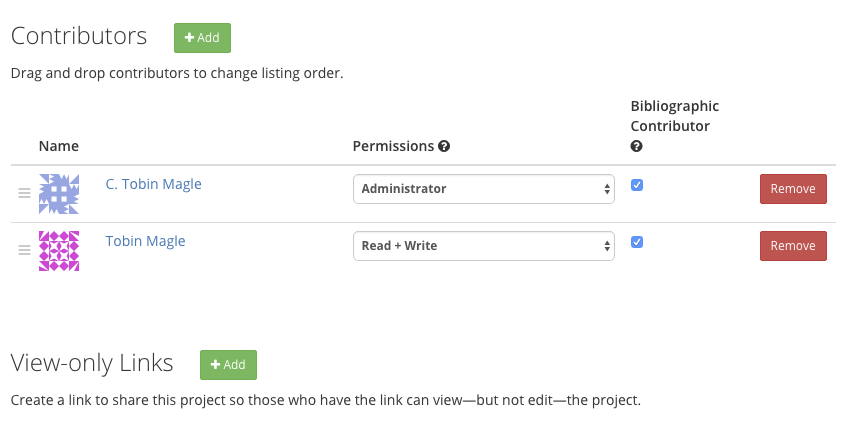 Contributors + Add
Drag and drop contributors to change listing order.
Name Permissions ? Bibliographic Contributor ?
C. Tobin Magle Administrator Remove
Tobin Magle Read + Write Remove
View-only Links + Add
Create a link to share this project so those who have the link can view—but not edit—the project.